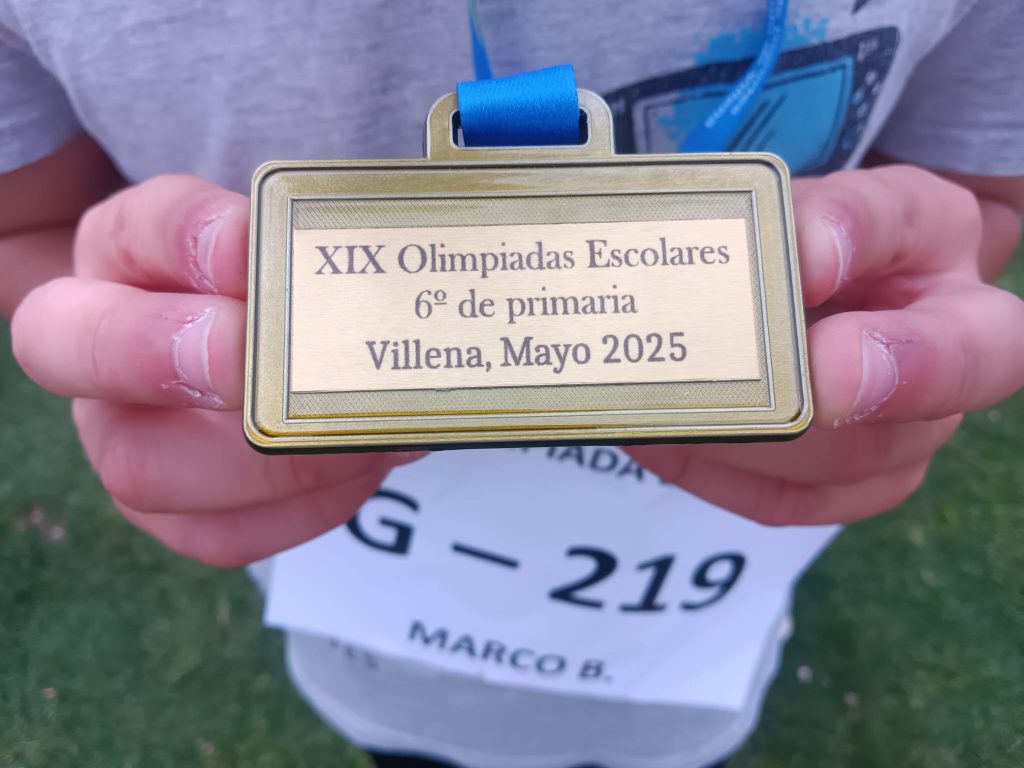 XIX Olimpiadas Escolares
6º de primaria
Villena, Mayo 2025
G – 219
MARCO B.